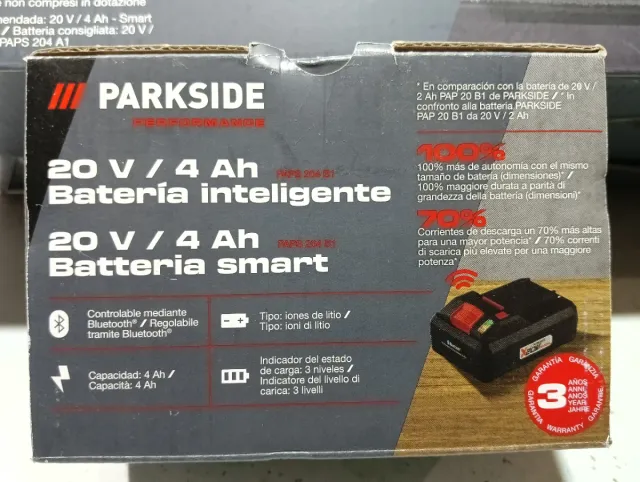 e non compresi in dotazione
mendada: 20 V / 4 Ah - Smart
/ Batteria consigliata: 20 V /
PAPS 204 A1
/// PARKSIDE
PERFORMANCE
* En comparación con la batería de 20 V /
2 Ah PAP 20 B1 de PARKSIDE / * In
confronto alla batteria PARKSIDE
PAP 20 B1 da 20 V / 2 Ah
20 V / 4 Ah PAPS 204 B1
Batería inteligente
20 V / 4 Ah PAPS 204 B1
Batteria smart
100%
100% más de autonomía con el mismo
tamaño de batería (dimensiones)* /
100% maggiore durata a parità di
grandezza della batteria (dimensioni)*
70%
Corrientes de descarga un 70% más altas
para una mayor potencia* / 70% correnti
di scarica più elevate per una maggiore
potenza*
Controlable mediante
Bluetooth® / Regolabile
tramite Bluetooth®
Tipo: iones de litio /
Tipo: ioni di litio
Capacidad: 4 Ah /
Capacità: 4 Ah
Indicador del estado
de carga: 3 niveles /
Indicatore del livello di
carica: 3 livelli
GARANTÍA GARANZIA GARANTIA WARRANTY GARANTIE
3 AÑOS
ANNI
ANOS
YEAR
JAHRE